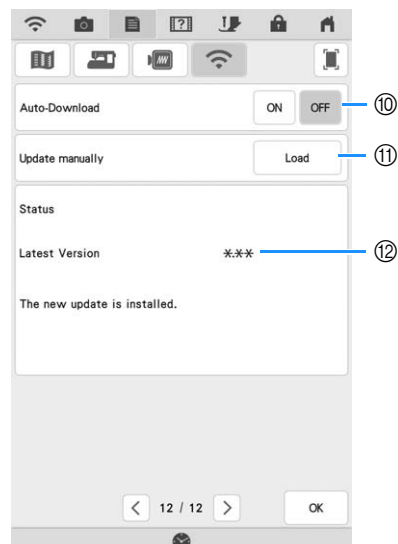 Auto-Download ON OFF ⑩
Update manually Load ⑪
Status
Latest Version ⁎.⁎⁎ ⑫
The new update is installed.
< 12 / 12 > OK